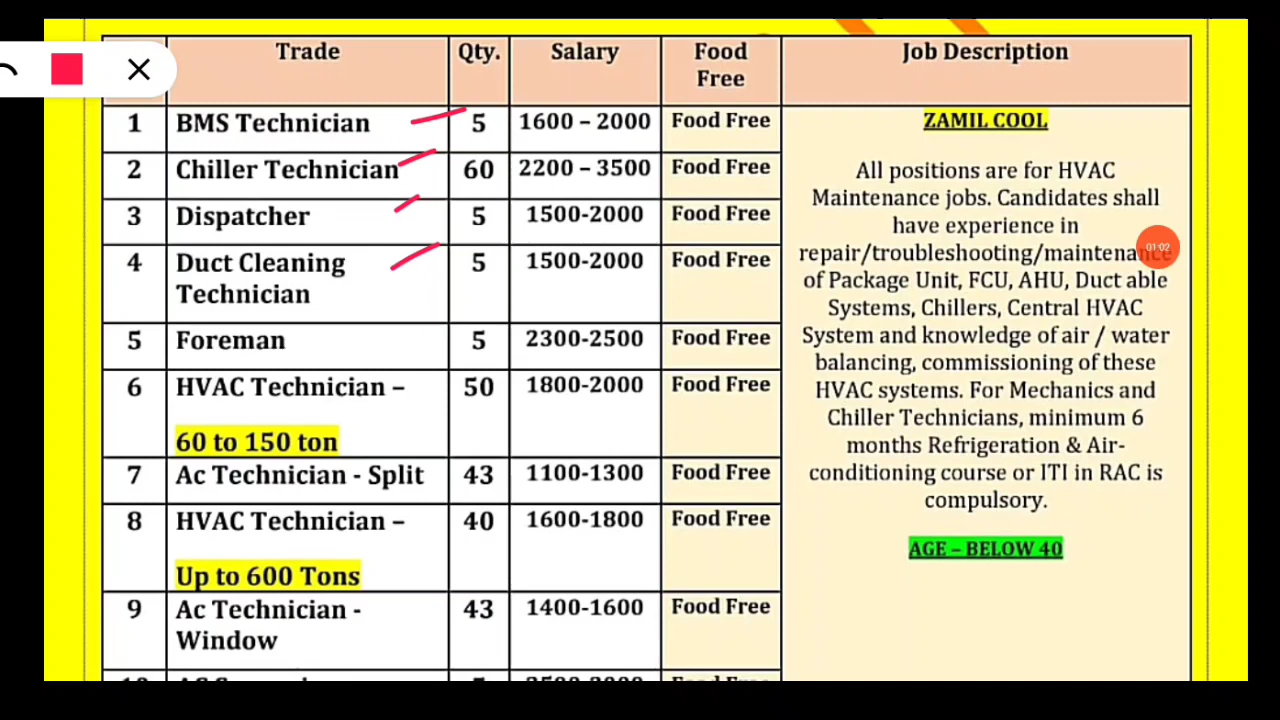 Trade Qty. Salary Food Free Job Description
1 BMS Technician 5 1600 – 2000 Food Free
2 Chiller Technician 60 2200 – 3500 Food Free
3 Dispatcher 5 1500-2000 Food Free
4 Duct Cleaning Technician 5 1500-2000 Food Free
5 Foreman 5 2300-2500 Food Free
6 HVAC Technician – 50 1800-2000 Food Free
60 to 150 ton
7 Ac Technician - Split 43 1100-1300 Food Free
8 HVAC Technician – 40 1600-1800 Food Free
Up to 600 Tons
9 Ac Technician - Window 43 1400-1600 Food Free
ZAMIL COOL
All positions are for HVAC
Maintenance jobs. Candidates shall
have experience in
repair/troubleshooting/maintenance
of Package Unit, FCU, AHU, Duct able
Systems, Chillers, Central HVAC
System and knowledge of air / water
balancing, commissioning of these
HVAC systems. For Mechanics and
Chiller Technicians, minimum 6
months Refrigeration & Air-
conditioning course or ITI in RAC is
compulsory.
AGE – BELOW 40
01:02